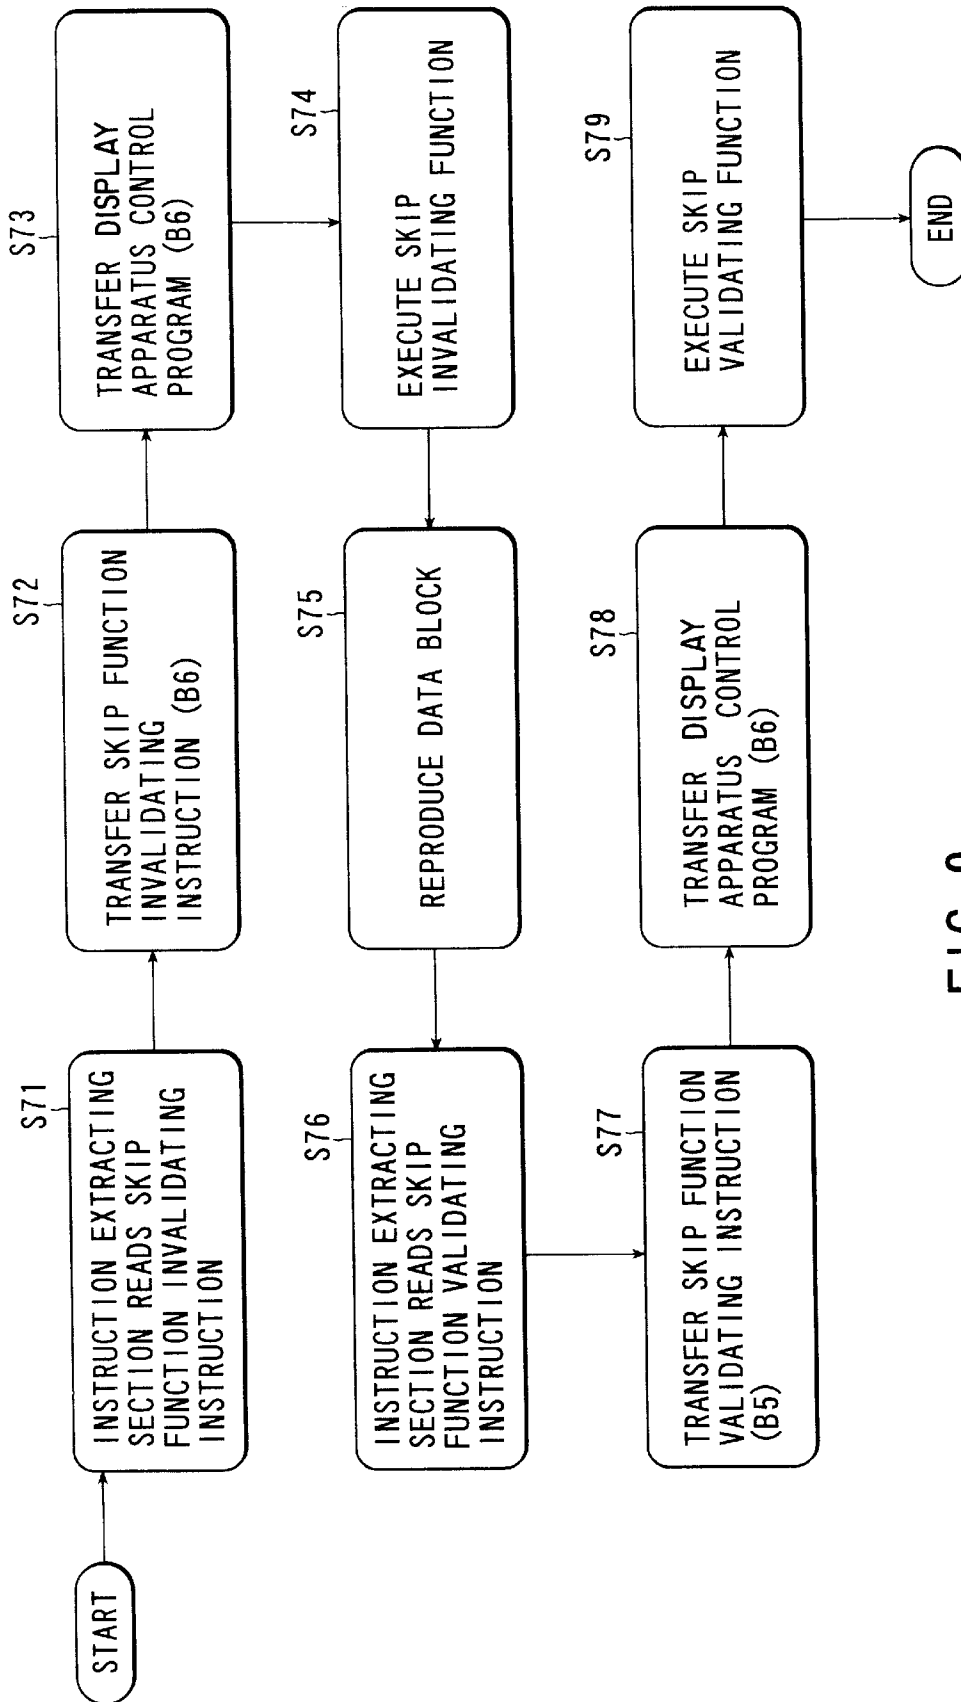 START
S71
INSTRUCTION EXTRACTING
SECTION READS SKIP
FUNCTION INVALIDATING
INSTRUCTION
S72
TRANSFER SKIP FUNCTION
INVALIDATING
INSTRUCTION (B6)
S73
TRANSFER DISPLAY
APPARATUS CONTROL
PROGRAM (B6)
S74
EXECUTE SKIP
INVALIDATING FUNCTION
S75
REPRODUCE DATA BLOCK
S76
INSTRUCTION EXTRACTING
SECTION READS SKIP
FUNCTION VALIDATING
INSTRUCTION
S77
TRANSFER SKIP FUNCTION
VALIDATING INSTRUCTION
(B5)
S78
TRANSFER DISPLAY
APPARATUS CONTROL
PROGRAM (B6)
S79
EXECUTE SKIP
VALIDATING FUNCTION
END
FIG.